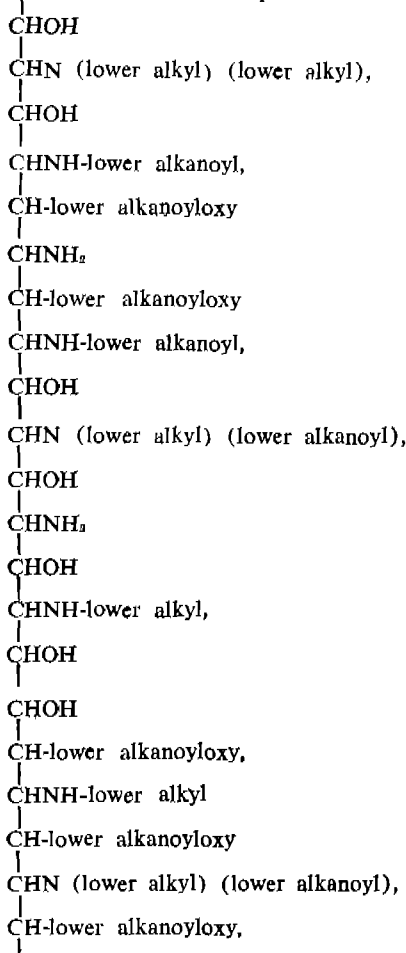 CHOH
CHN (lower alkyl) (lower alkyl),
CHOH
CHNH-lower alkanoyl,
CH-lower alkanoyloxy
CHNH₂
CH-lower alkanoyloxy
CHNH-lower alkanoyl,
CHOH
CHN (lower alkyl) (lower alkanoyl),
CHOH
CHNH₂
CHOH
CHNH-lower alkyl,
CHOH
CHOH
CH-lower alkanoyloxy,
CHNH-lower alkyl
CH-lower alkanoyloxy
CHN (lower alkyl) (lower alkanoyl),
CH-lower alkanoyloxy,